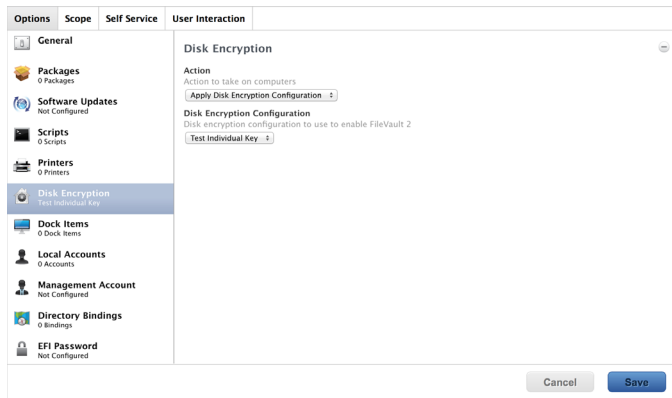 Options Scope Self Service User Interaction
General
Packages
0 Packages
Software Updates
Not Configured
Scripts
0 Scripts
Printers
0 Printers
Disk Encryption
Test Individual Key
Dock Items
0 Dock Items
Local Accounts
0 Accounts
Management Account
Not Configured
Directory Bindings
0 Bindings
EFI Password
Not Configured
Disk Encryption
Action
Action to take on computers
Apply Disk Encryption Configuration
Disk Encryption Configuration
Disk encryption configuration to use to enable FileVault 2
Test Individual Key
Cancel Save